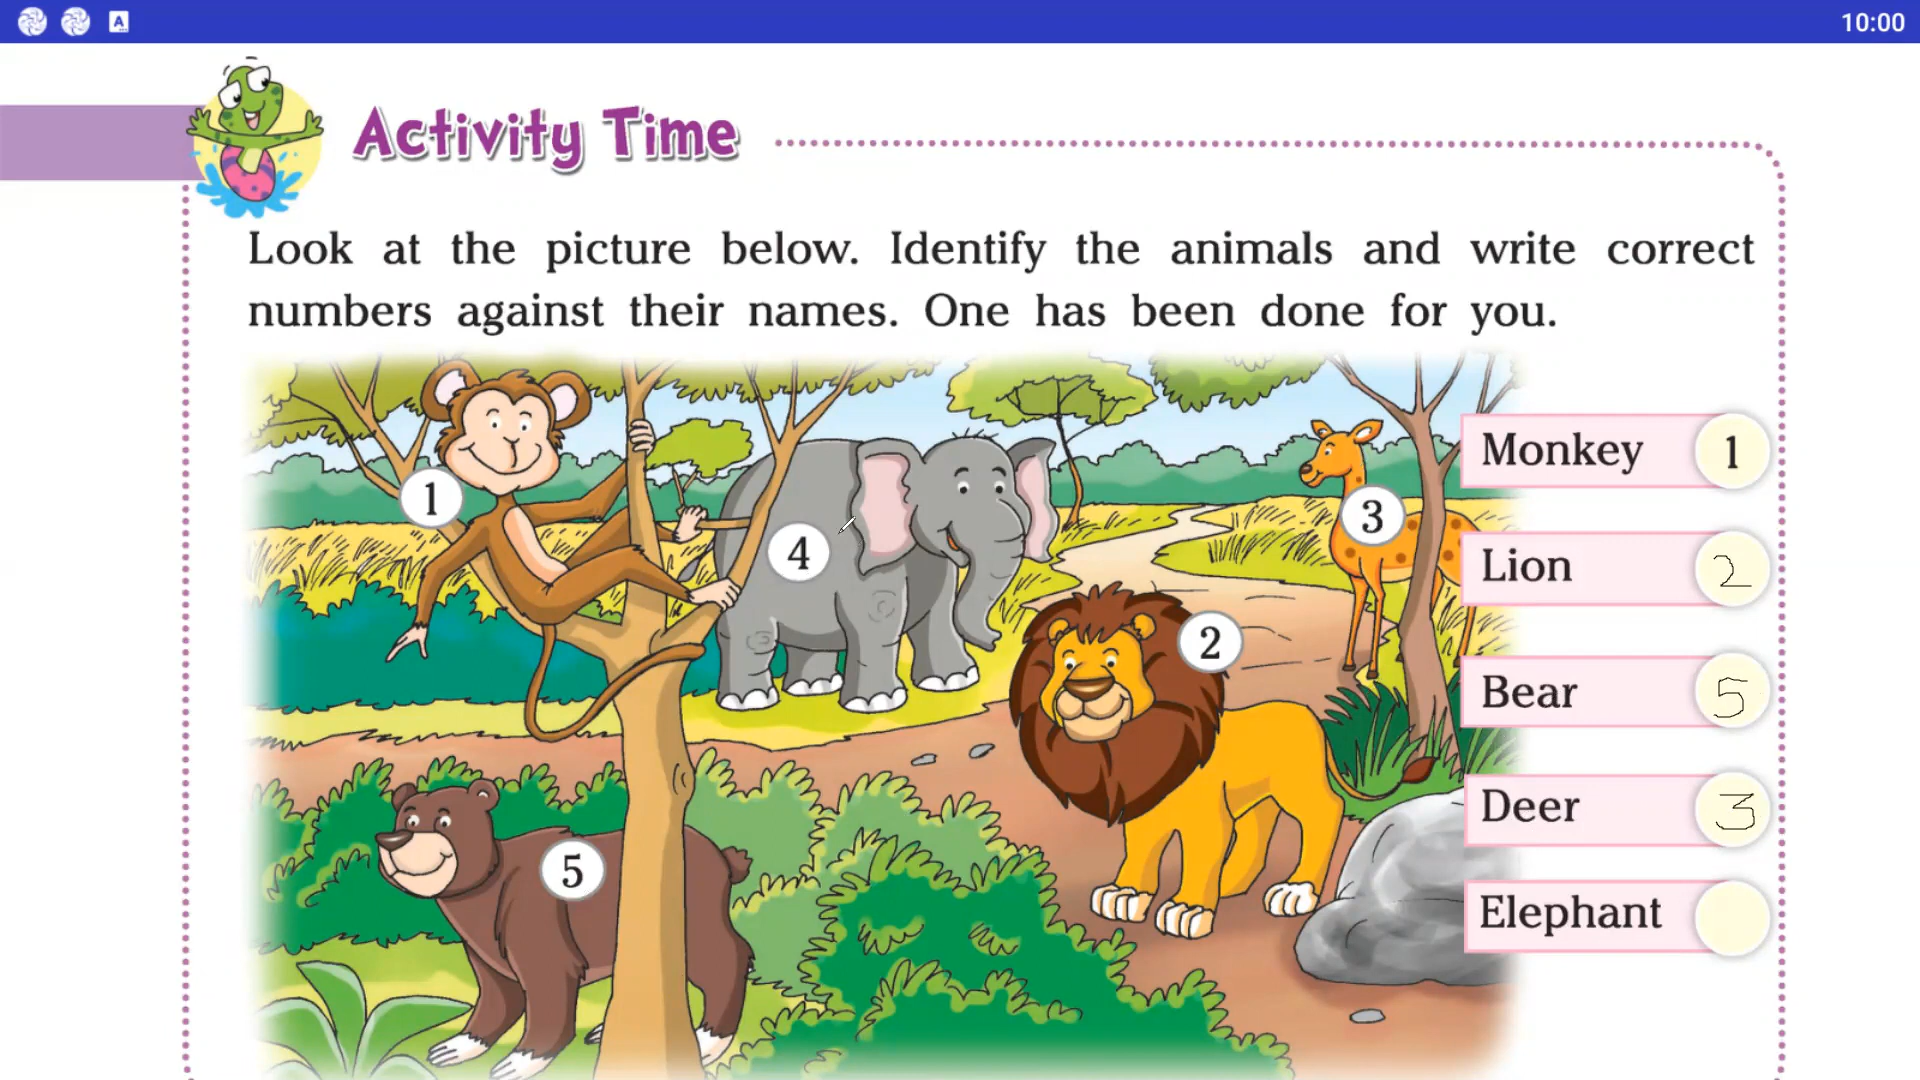 10:00
Activity Time
Look at the picture below. Identify the animals and write correct
numbers against their names. One has been done for you.
1
4
3
2
5
Monkey 1
Lion 2
Bear 5
Deer 3
Elephant